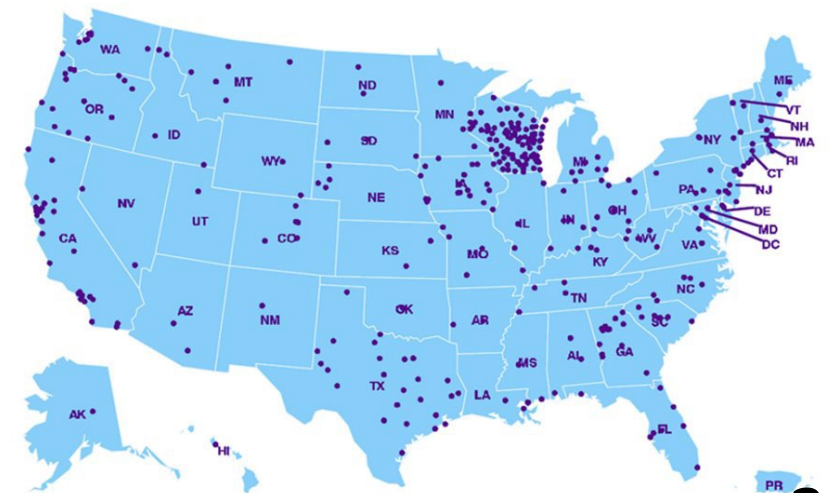 WA
MT
ND
MN
ME
VT
NH
OR
ID
SD
NY
MA
WY
MI
RI
CT
NE
IA
PA
NJ
NV
UT
CO
IL
IN
OH
DE
CA
KS
MO
WV
VA
MD
DC
KY
AZ
NM
OK
AR
TN
NC
SC
MS
AL
GA
TX
LA
AK
HI
FL
PR